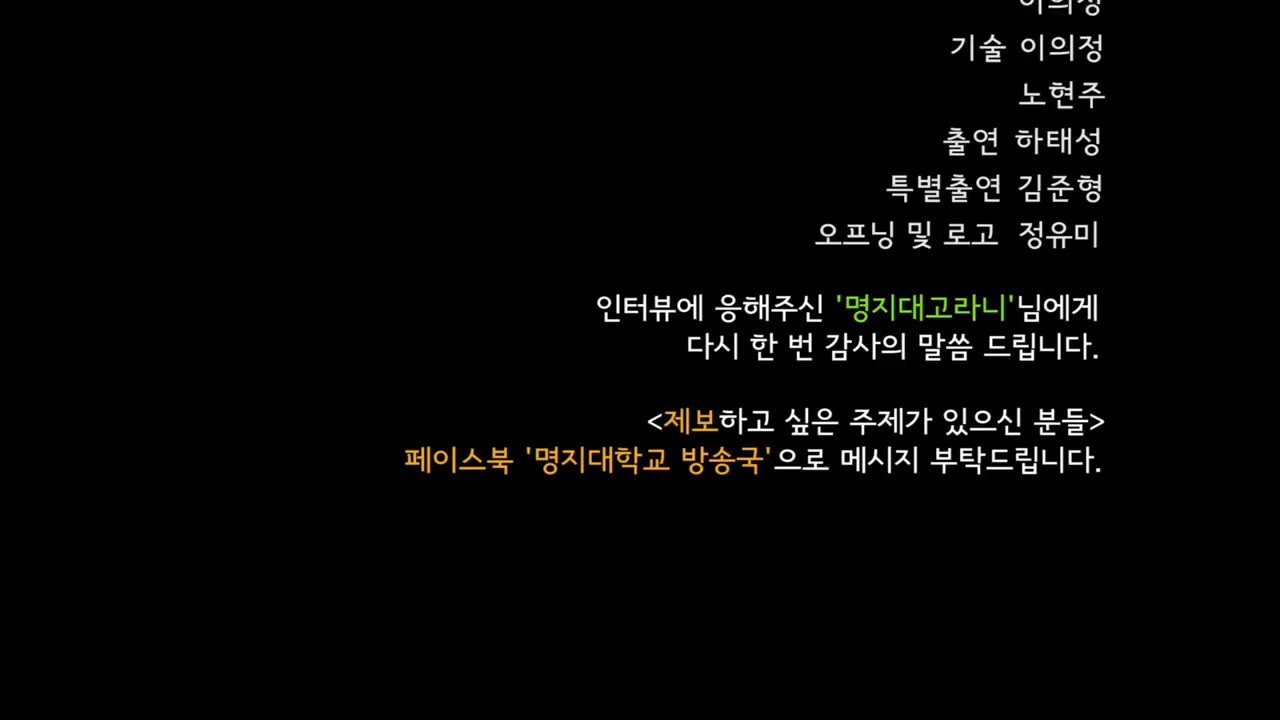 이의정
기술 이의정
노현주
출연 하태성
특별출연 김준형
오프닝 및 로고 정유미
인터뷰에 응해주신 '명지대고라니'님에게
다시 한 번 감사의 말씀 드립니다.
<제보하고 싶은 주제가 있으신 분들>
페이스북 '명지대학교 방송국'으로 메시지 부탁드립니다.